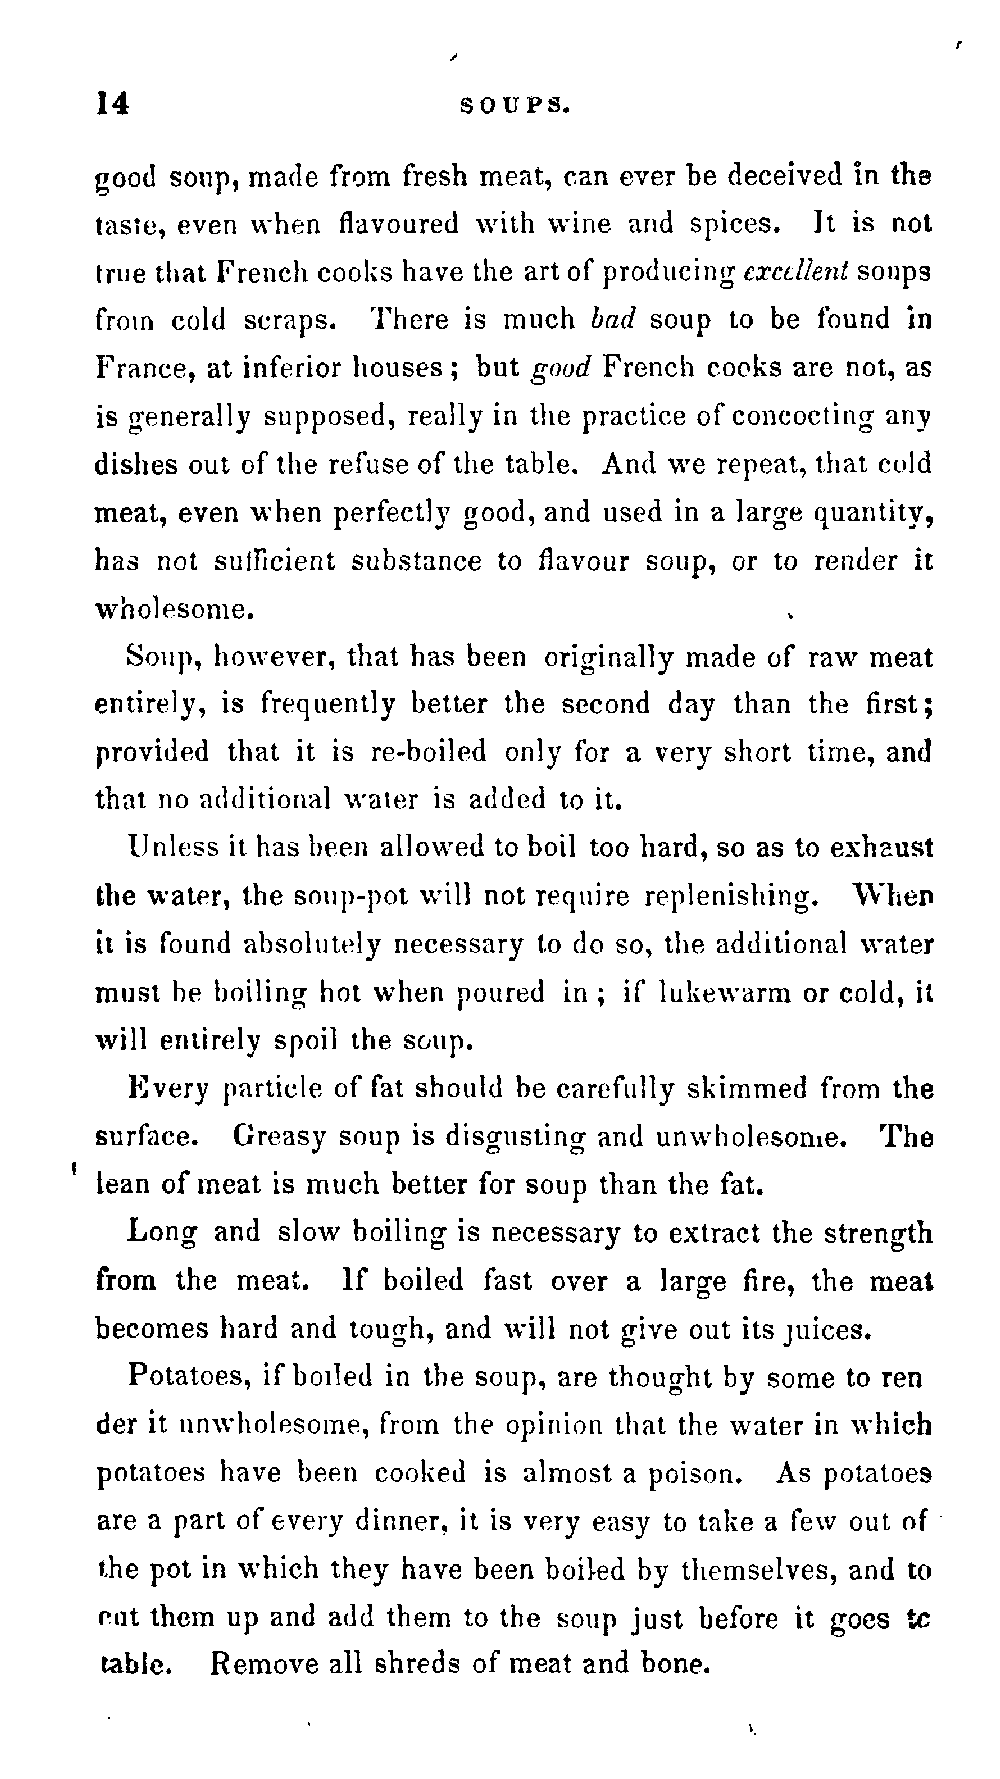 14 SOUPS.
good soup, made from fresh meat, can ever be deceived in the
taste, even when flavoured with wine and spices. It is not
true that French cooks have the art of producing excellent soups
from cold scraps. There is much bad soup to be found in
France, at inferior houses; but good French cooks are not, as
is generally supposed, really in the practice of concocting any
dishes out of the refuse of the table. And we repeat, that cold
meat, even when perfectly good, and used in a large quantity,
has not sufficient substance to flavour soup, or to render it
wholesome.
Soup, however, that has been originally made of raw meat
entirely, is frequently better the second day than the first;
provided that it is re-boiled only for a very short time, and
that no additional water is added to it.
Unless it has been allowed to boil too hard, so as to exhaust
the water, the soup-pot will not require replenishing. When
it is found absolutely necessary to do so, the additional water
must be boiling hot when poured in; if lukewarm or cold, it
will entirely spoil the soup.
Every particle of fat should be carefully skimmed from the
surface. Greasy soup is disgusting and unwholesome. The
lean of meat is much better for soup than the fat.
Long and slow boiling is necessary to extract the strength
from the meat. If boiled fast over a large fire, the meat
becomes hard and tough, and will not give out its juices.
Potatoes, if boiled in the soup, are thought by some to ren
der it unwholesome, from the opinion that the water in which
potatoes have been cooked is almost a poison. As potatoes
are a part of every dinner, it is very easy to take a few out of
the pot in which they have been boiled by themselves, and to
cut them up and add them to the soup just before it goes to
table. Remove all shreds of meat and bone.